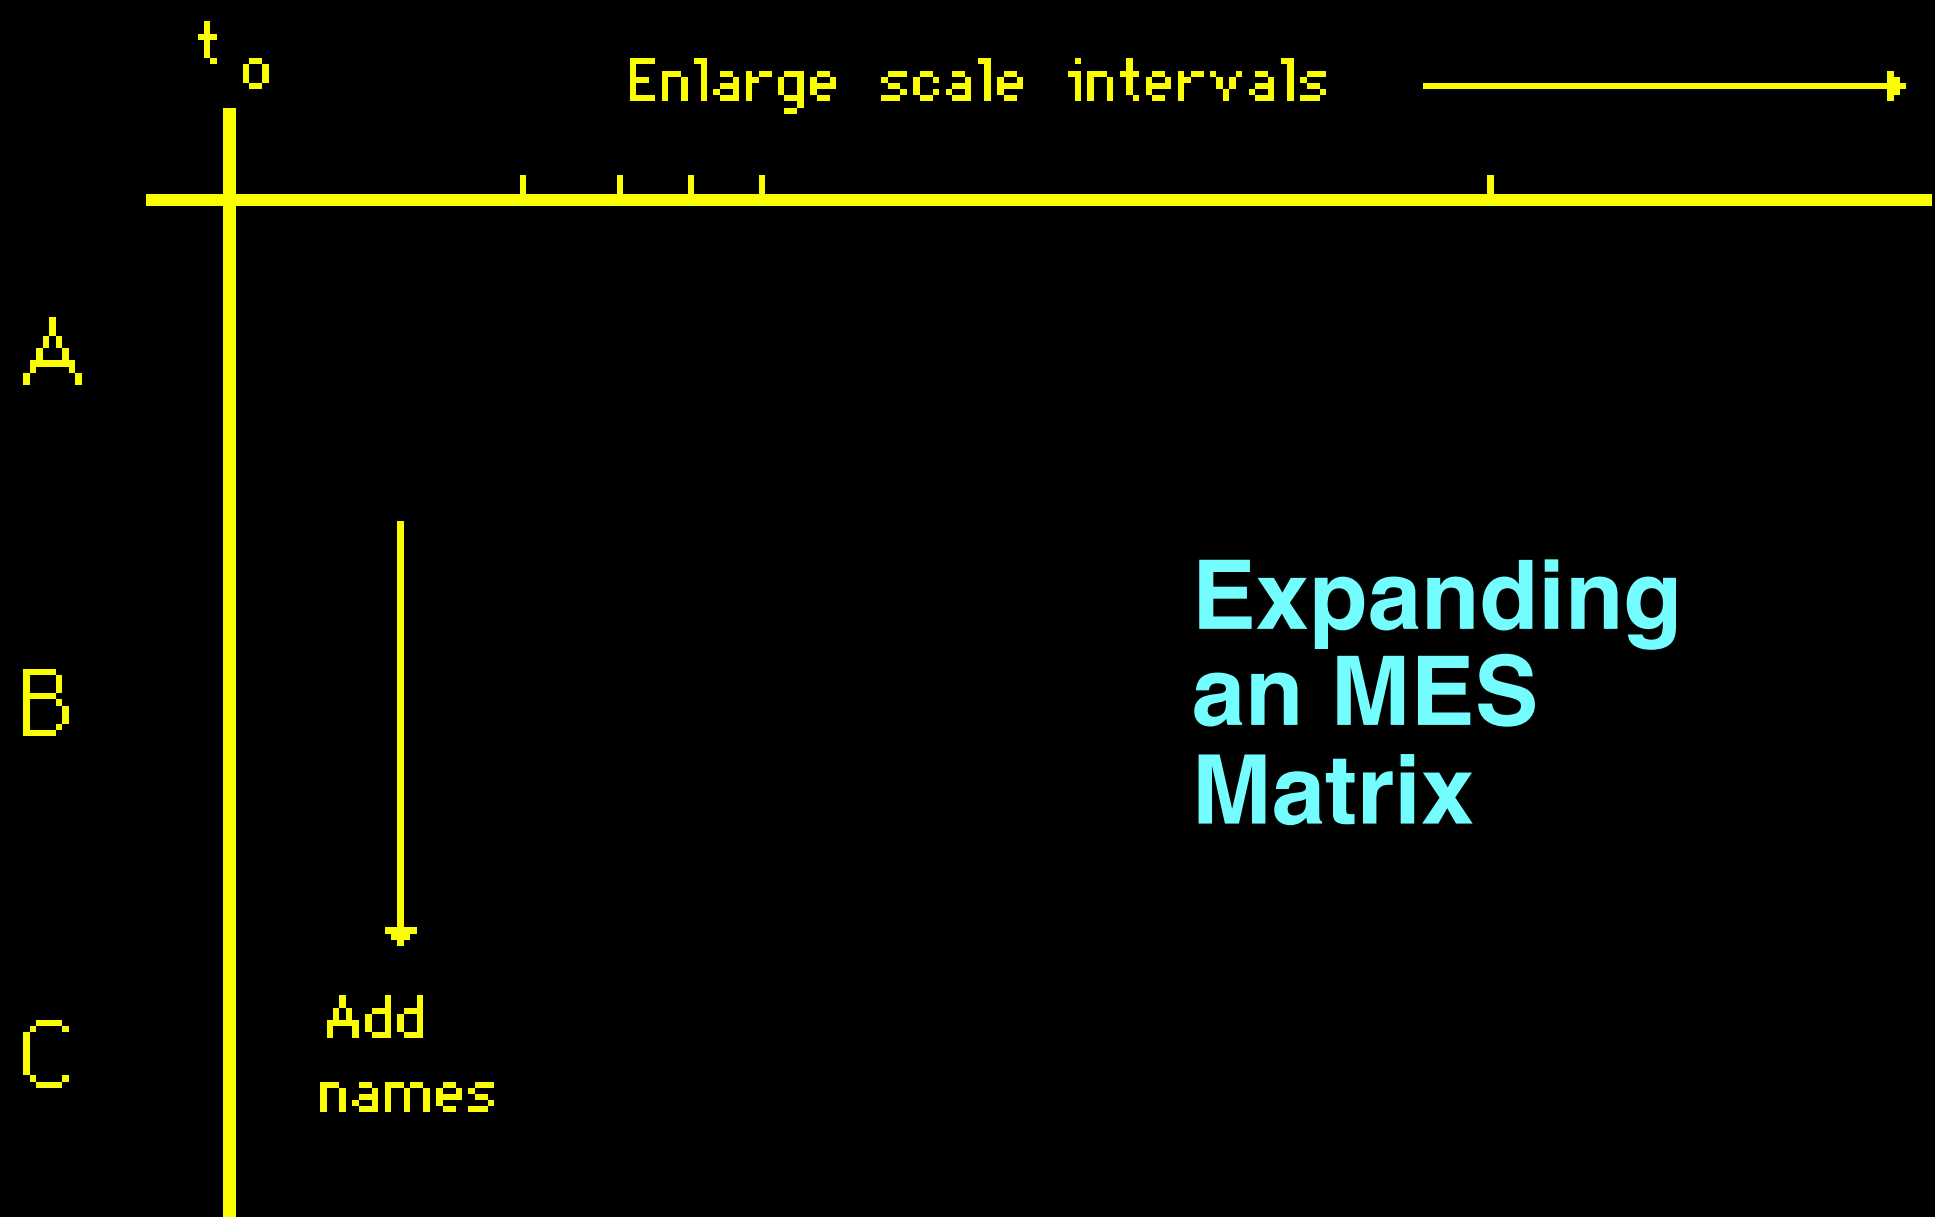 t o
Enlarge scale intervals
A
B
C
Add
names
Expanding
an MES
Matrix